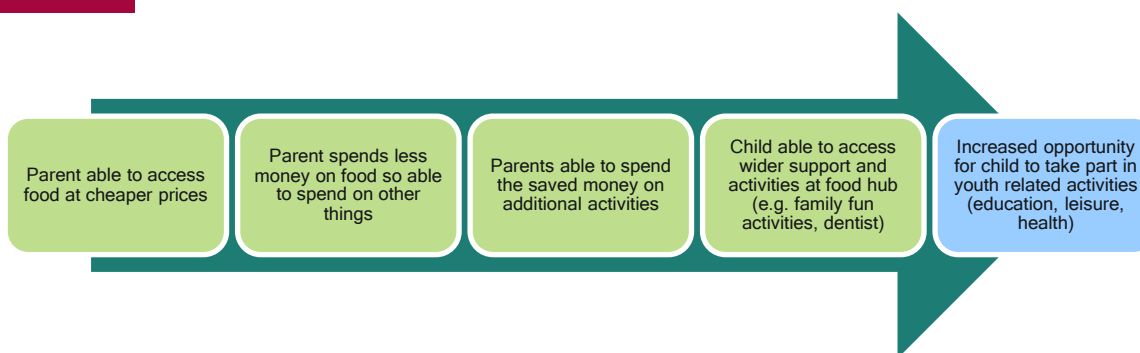 Parent able to access
food at cheaper prices
Parent spends less
money on food so able
to spend on other
things
Parents able to spend
the saved money on
additional activities
Child able to access
wider support and
activities at food hub
(e.g. family fun
activities, dentist)
Increased opportunity
for child to take part in
youth related activities
(education, leisure,
health)